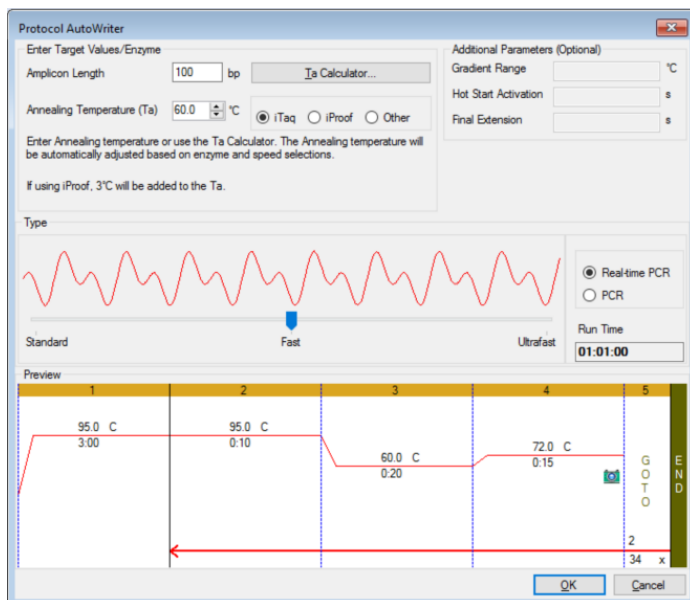 Protocol AutoWriter
Enter Target Values/Enzyme
Amplicon Length 100 bp Ta Calculator...
Annealing Temperature (Ta) 60.0 °C iTaq iProof Other
Enter Annealing temperature or use the Ta Calculator. The Annealing temperature will
be automatically adjusted based on enzyme and speed selections.
If using iProof, 3°C will be added to the Ta.
Additional Parameters (Optional)
Gradient Range °C
Hot Start Activation s
Final Extension s
Type
Standard Fast Ultrafast
Real-time PCR
PCR
Run Time
01:01:00
Preview
1 2 3 4 5
95.0 C
3:00
95.0 C
0:10
60.0 C
0:20
72.0 C
0:15
GOTO
2
34 x
END
OK Cancel